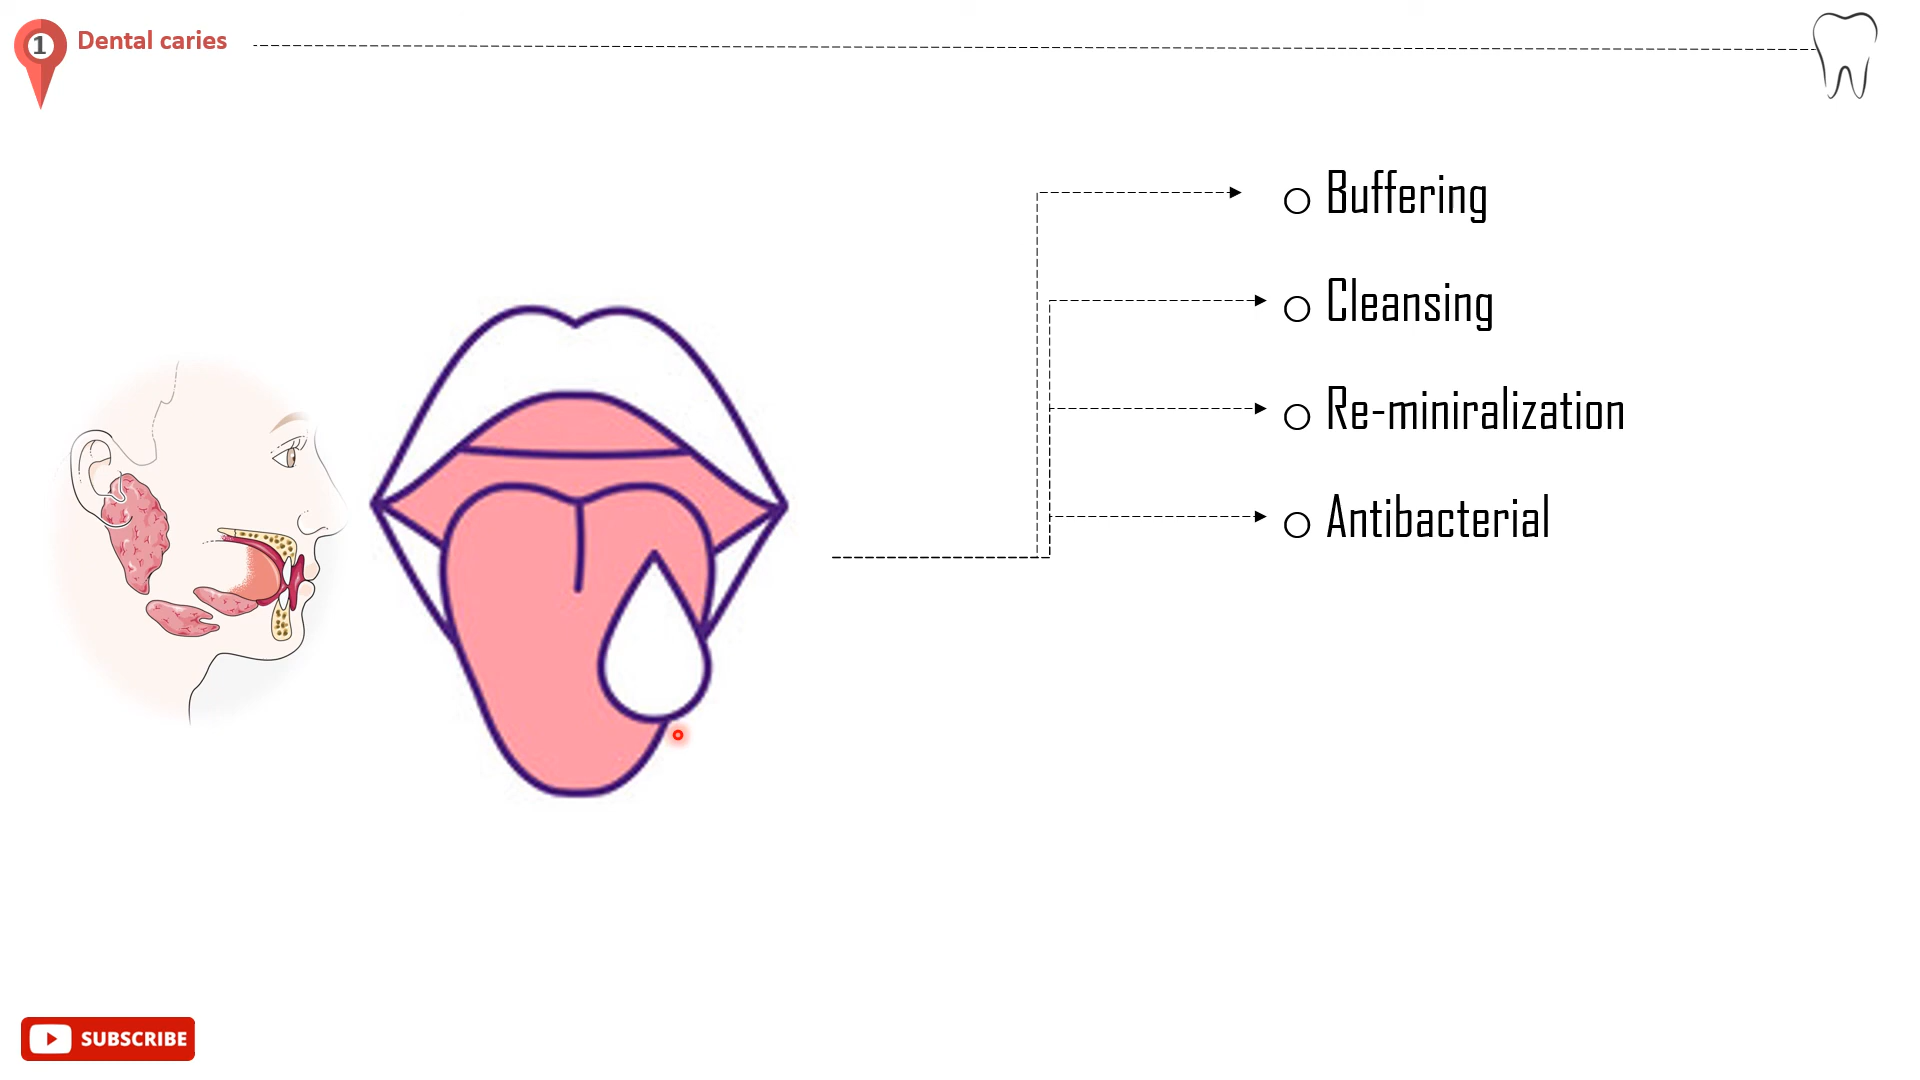 1
Dental caries
Buffering
Cleansing
Re-miniralization
Antibacterial
SUBSCRIBE